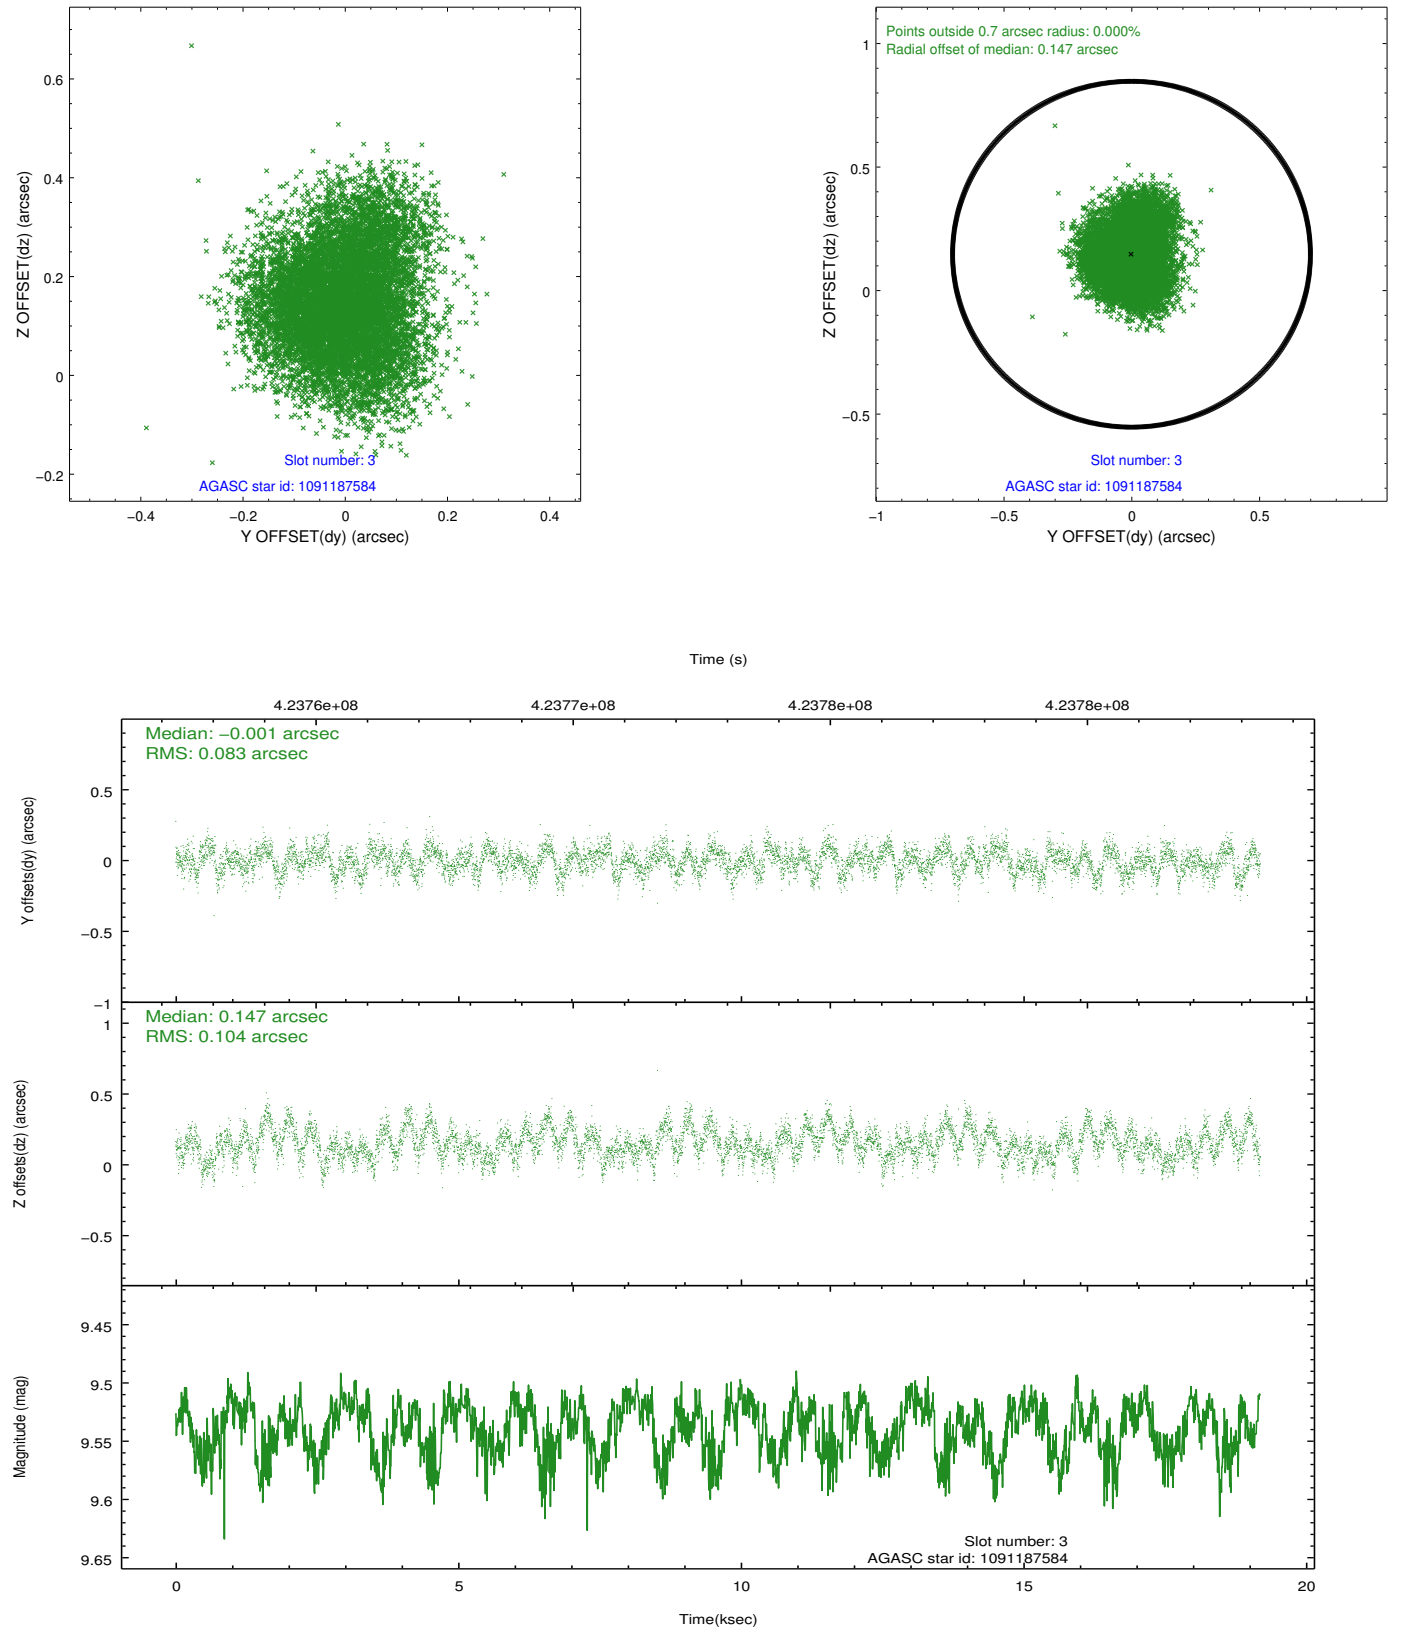 0.6
0.4
0.2
0
−0.2
−0.4
−0.2
0
0.2
0.4
Z OFFSET(dz) (arcsec)
Y OFFSET(dy) (arcsec)
Slot number: 3
AGASC star id: 1091187584
Points outside 0.7 arcsec radius: 0.000%
Radial offset of median: 0.147 arcsec
1
0.5
0
−0.5
−1
−0.5
0
0.5
Z OFFSET(dz) (arcsec)
Y OFFSET(dy) (arcsec)
Slot number: 3
AGASC star id: 1091187584
Time (s)
4.2376e+08
4.2377e+08
4.2378e+08
4.2378e+08
Median: −0.001 arcsec
RMS: 0.083 arcsec
0.5
0
−0.5
−1
Y offsets(dy) (arcsec)
Median: 0.147 arcsec
RMS: 0.104 arcsec
1
0.5
0
−0.5
Z offsets(dz) (arcsec)
9.45
9.5
9.55
9.6
9.65
Magnitude (mag)
Slot number: 3
AGASC star id: 1091187584
0
5
10
15
20
Time(ksec)